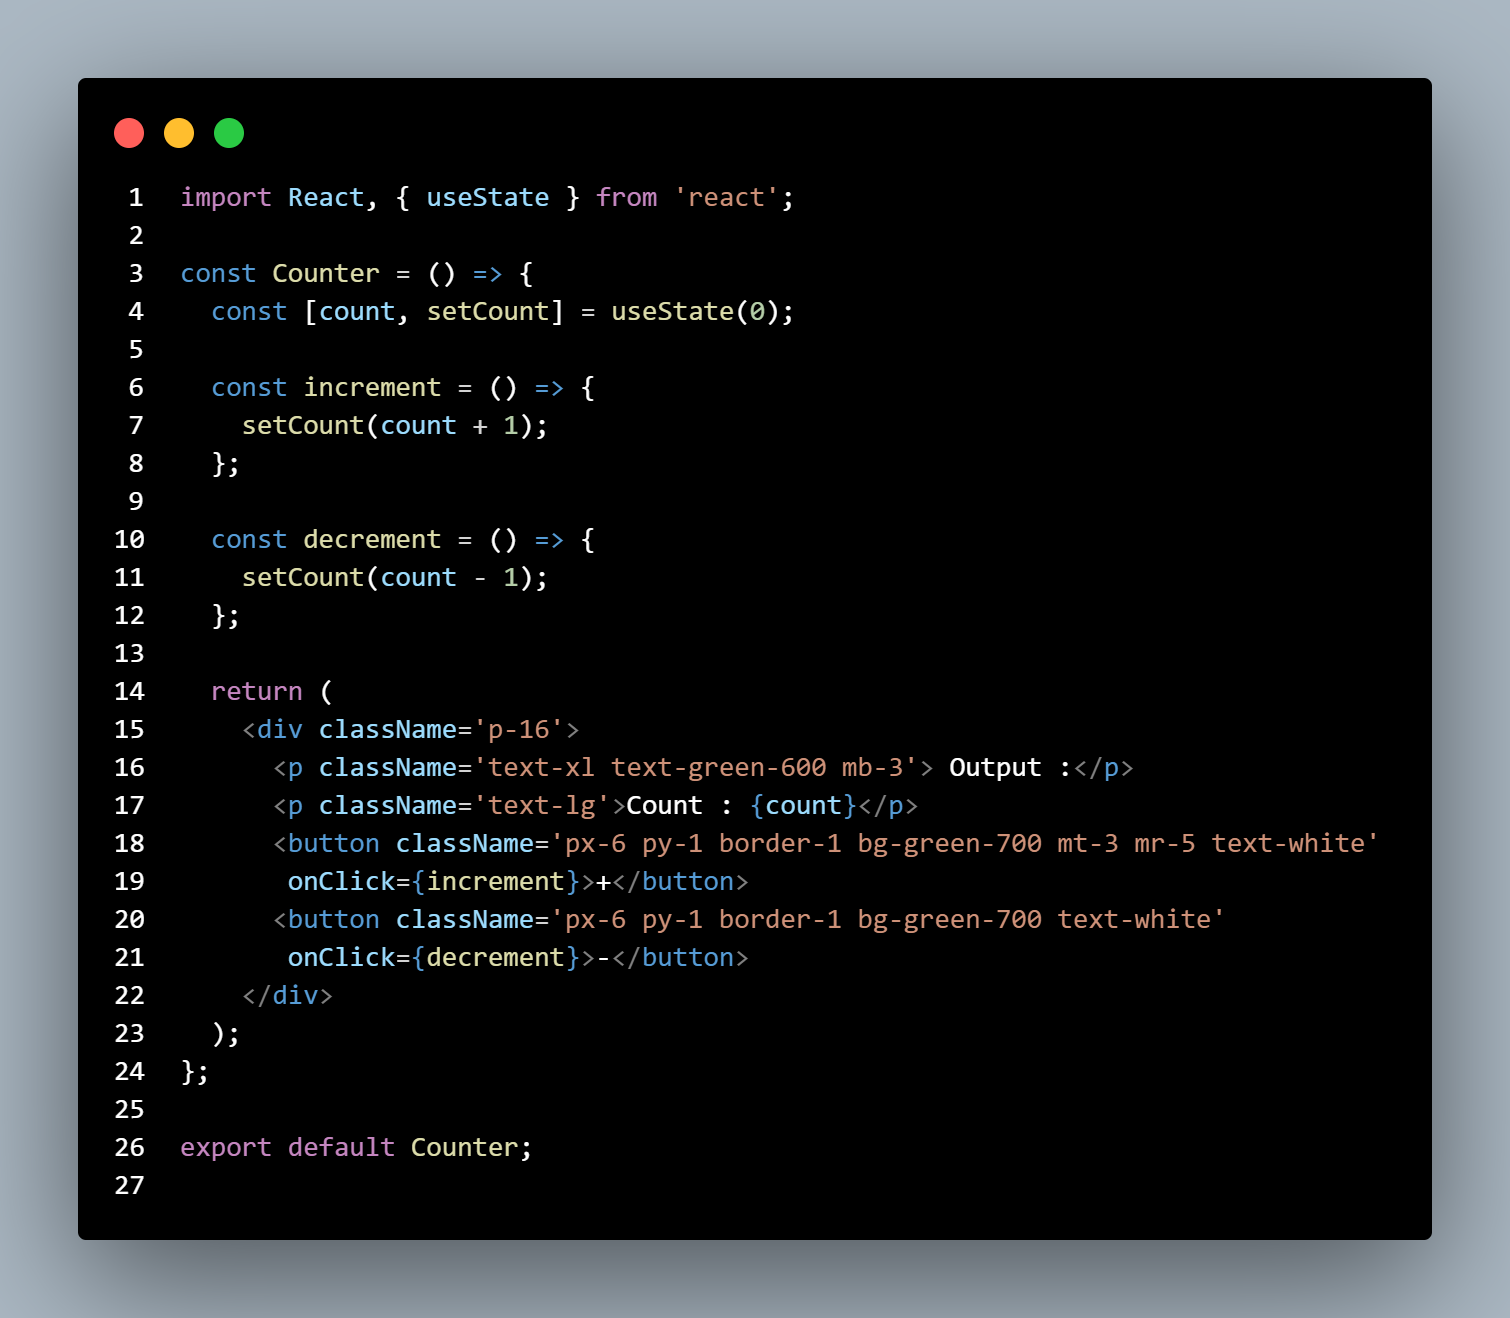 1 import React, { useState } from 'react';
2
3 const Counter = () => {
4   const [count, setCount] = useState(0);
5
6   const increment = () => {
7     setCount(count + 1);
8   };
9
10   const decrement = () => {
11     setCount(count - 1);
12   };
13
14   return (
15     <div className='p-16'>
16       <p className='text-xl text-green-600 mb-3'> Output :</p>
17       <p className='text-lg'>Count : {count}</p>
18       <button className='px-6 py-1 border-1 bg-green-700 mt-3 mr-5 text-white'
19        onClick={increment}>+</button>
20       <button className='px-6 py-1 border-1 bg-green-700 text-white'
21        onClick={decrement}>-</button>
22     </div>
23   );
24 };
25
26 export default Counter;
27